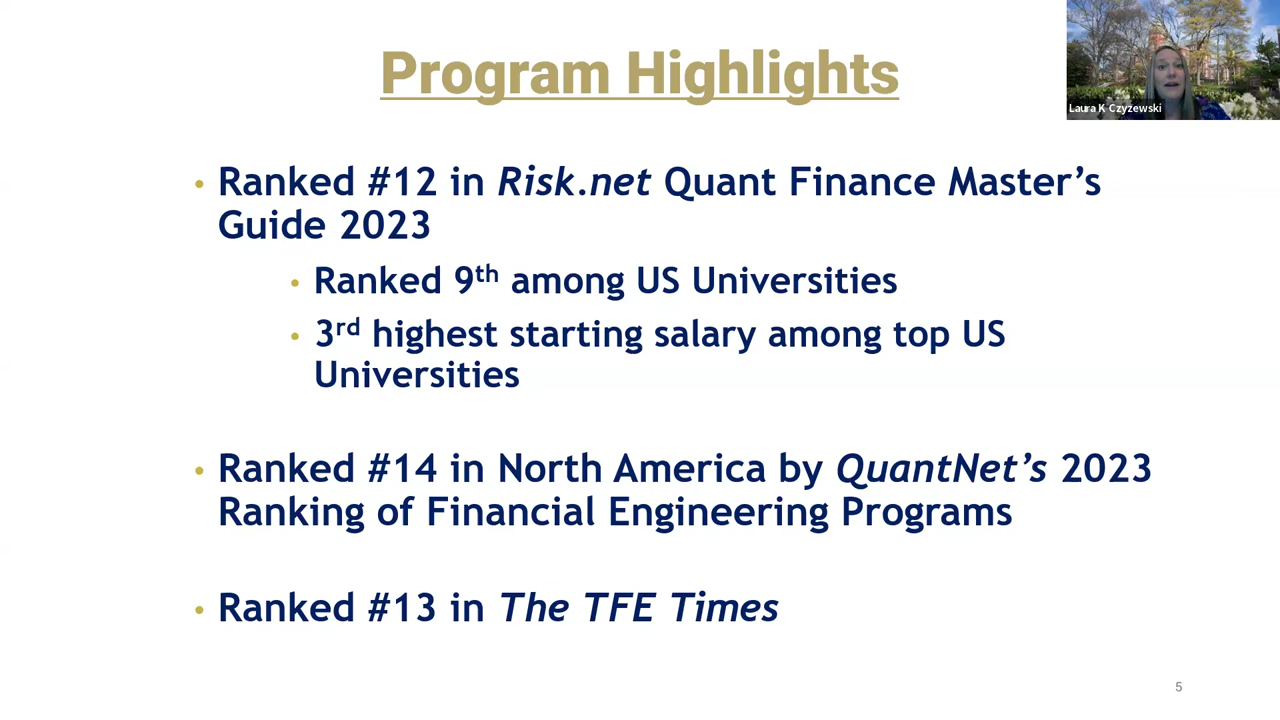 Program Highlights
Laura K Czyzewski
• Ranked #12 in Risk.net Quant Finance Master’s
Guide 2023
• Ranked 9th among US Universities
• 3rd highest starting salary among top US
Universities
• Ranked #14 in North America by QuantNet’s 2023
Ranking of Financial Engineering Programs
• Ranked #13 in The TFE Times
5